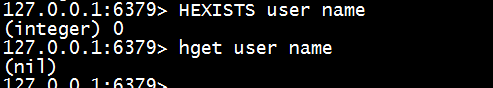 127.0.0.1:6379> HEXISTS user name
(integer) 0
127.0.0.1:6379> hget user name
(nil)
127.0.0.1:6379>